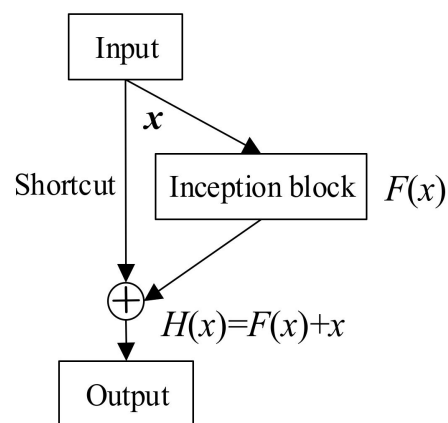 Input
x
Shortcut
Inception block
F(x)
+
H(x)=F(x)+x
Output